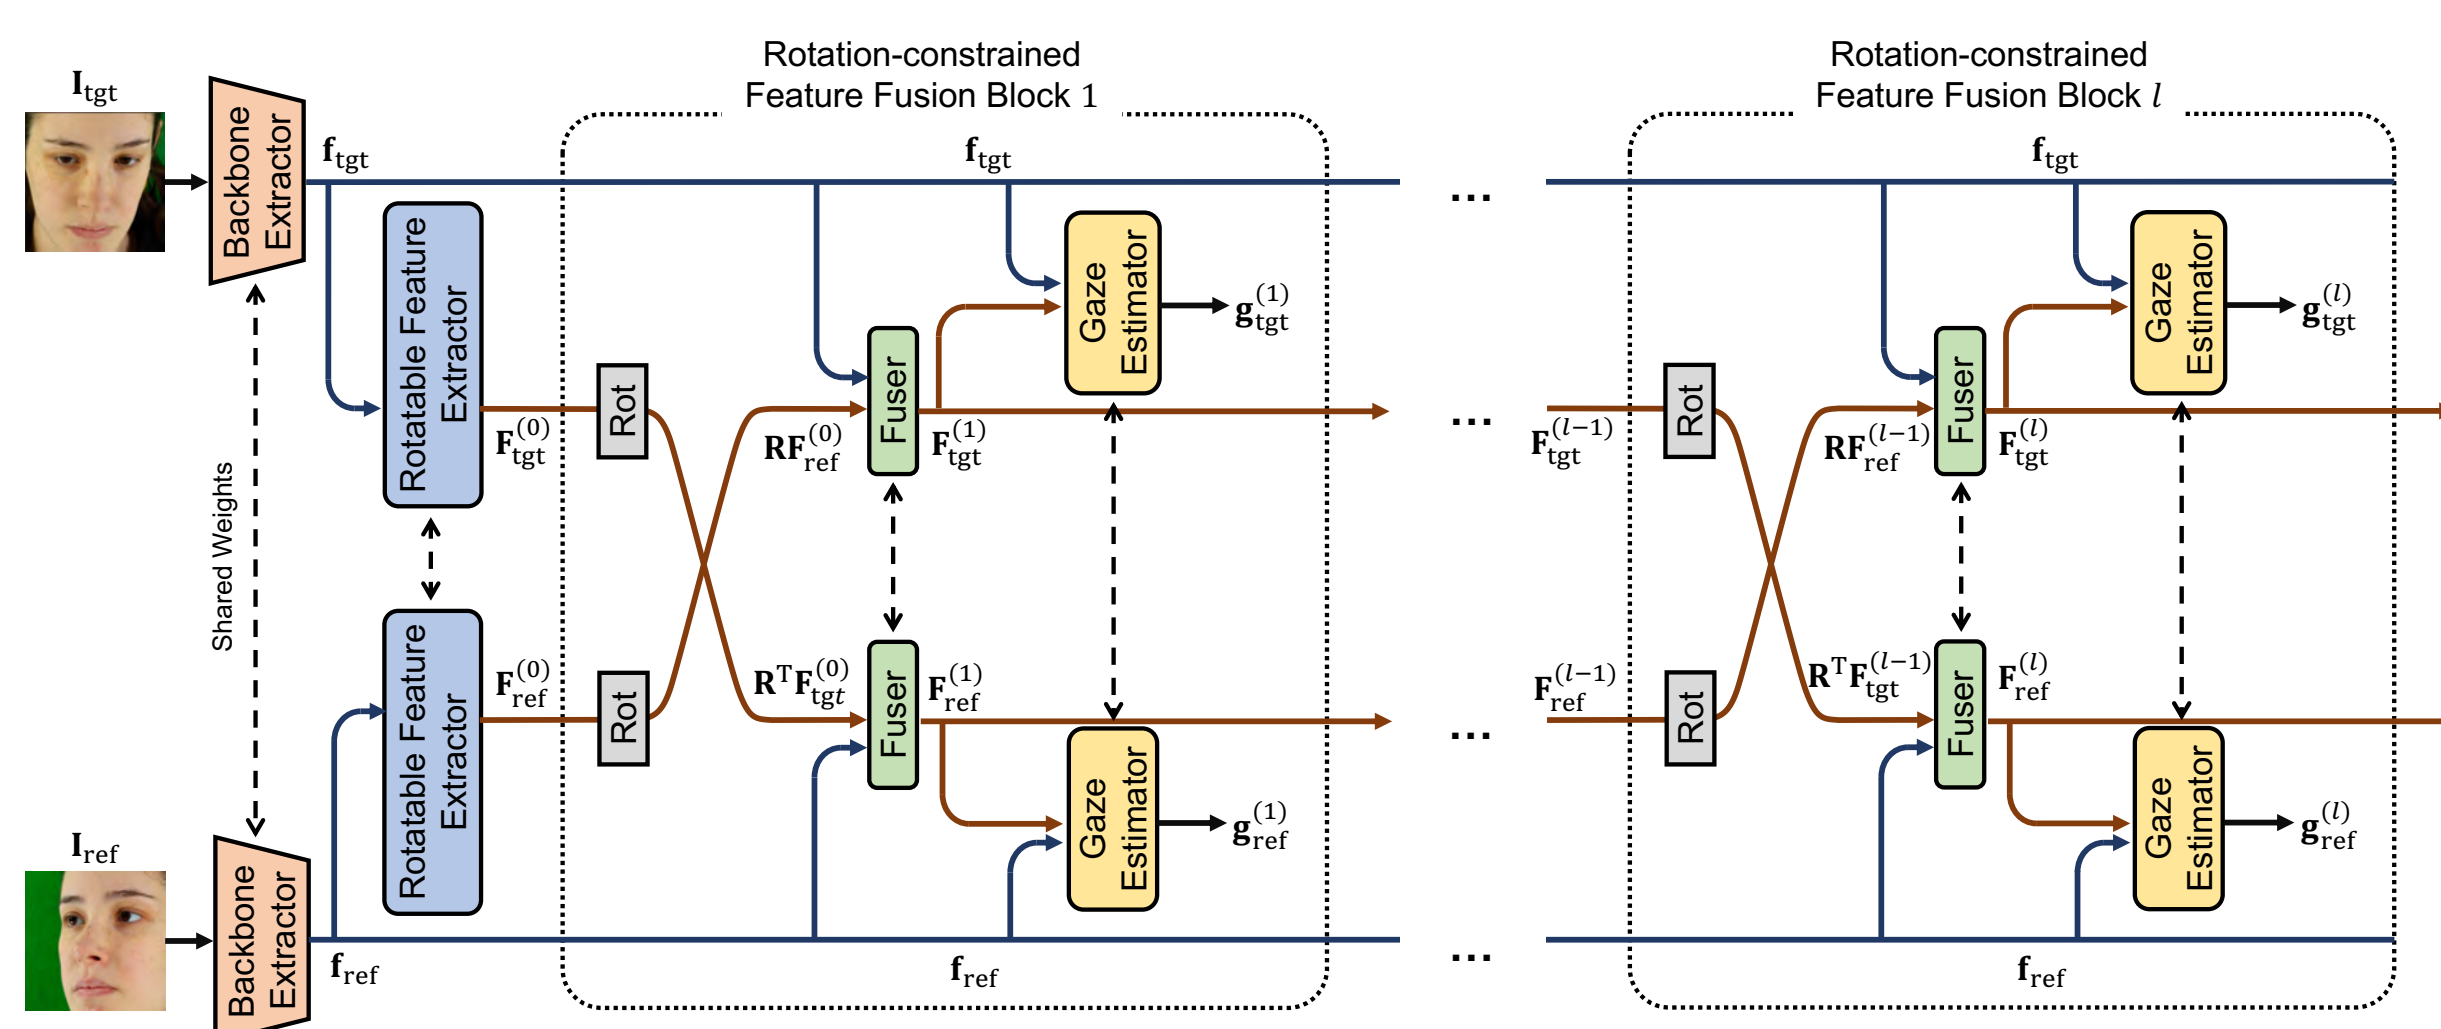 Rotation-constrained
Feature Fusion Block 1
Rotation-constrained
Feature Fusion Block l
I_tgt
Backbone
Extractor
f_tgt
f_tgt
f_tgt
...
Rotatable Feature
Extractor
Gaze
Estimator
g_tgt^(1)
Gaze
Estimator
g_tgt^(l)
F_tgt^(0)
Rot
RF_ref^(0)
Fuser
F_tgt^(1)
...
F_tgt^(l−1)
Rot
RF_ref^(l−1)
Fuser
F_tgt^(l)
Shared Weights
Rotatable Feature
Extractor
F_ref^(0)
Rot
R^T F_tgt^(0)
Fuser
F_ref^(1)
...
F_ref^(l−1)
Rot
R^T F_tgt^(l−1)
Fuser
F_ref^(l)
Gaze
Estimator
g_ref^(1)
Gaze
Estimator
g_ref^(l)
I_ref
Backbone
Extractor
f_ref
f_ref
...
f_ref